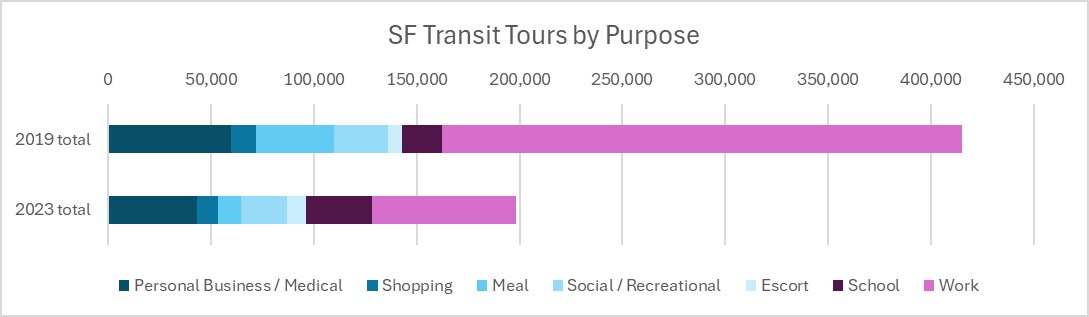 SF Transit Tours by Purpose
0 50,000 100,000 150,000 200,000 250,000 300,000 350,000 400,000 450,000
2019 total
2023 total
Personal Business / Medical Shopping Meal Social / Recreational Escort School Work